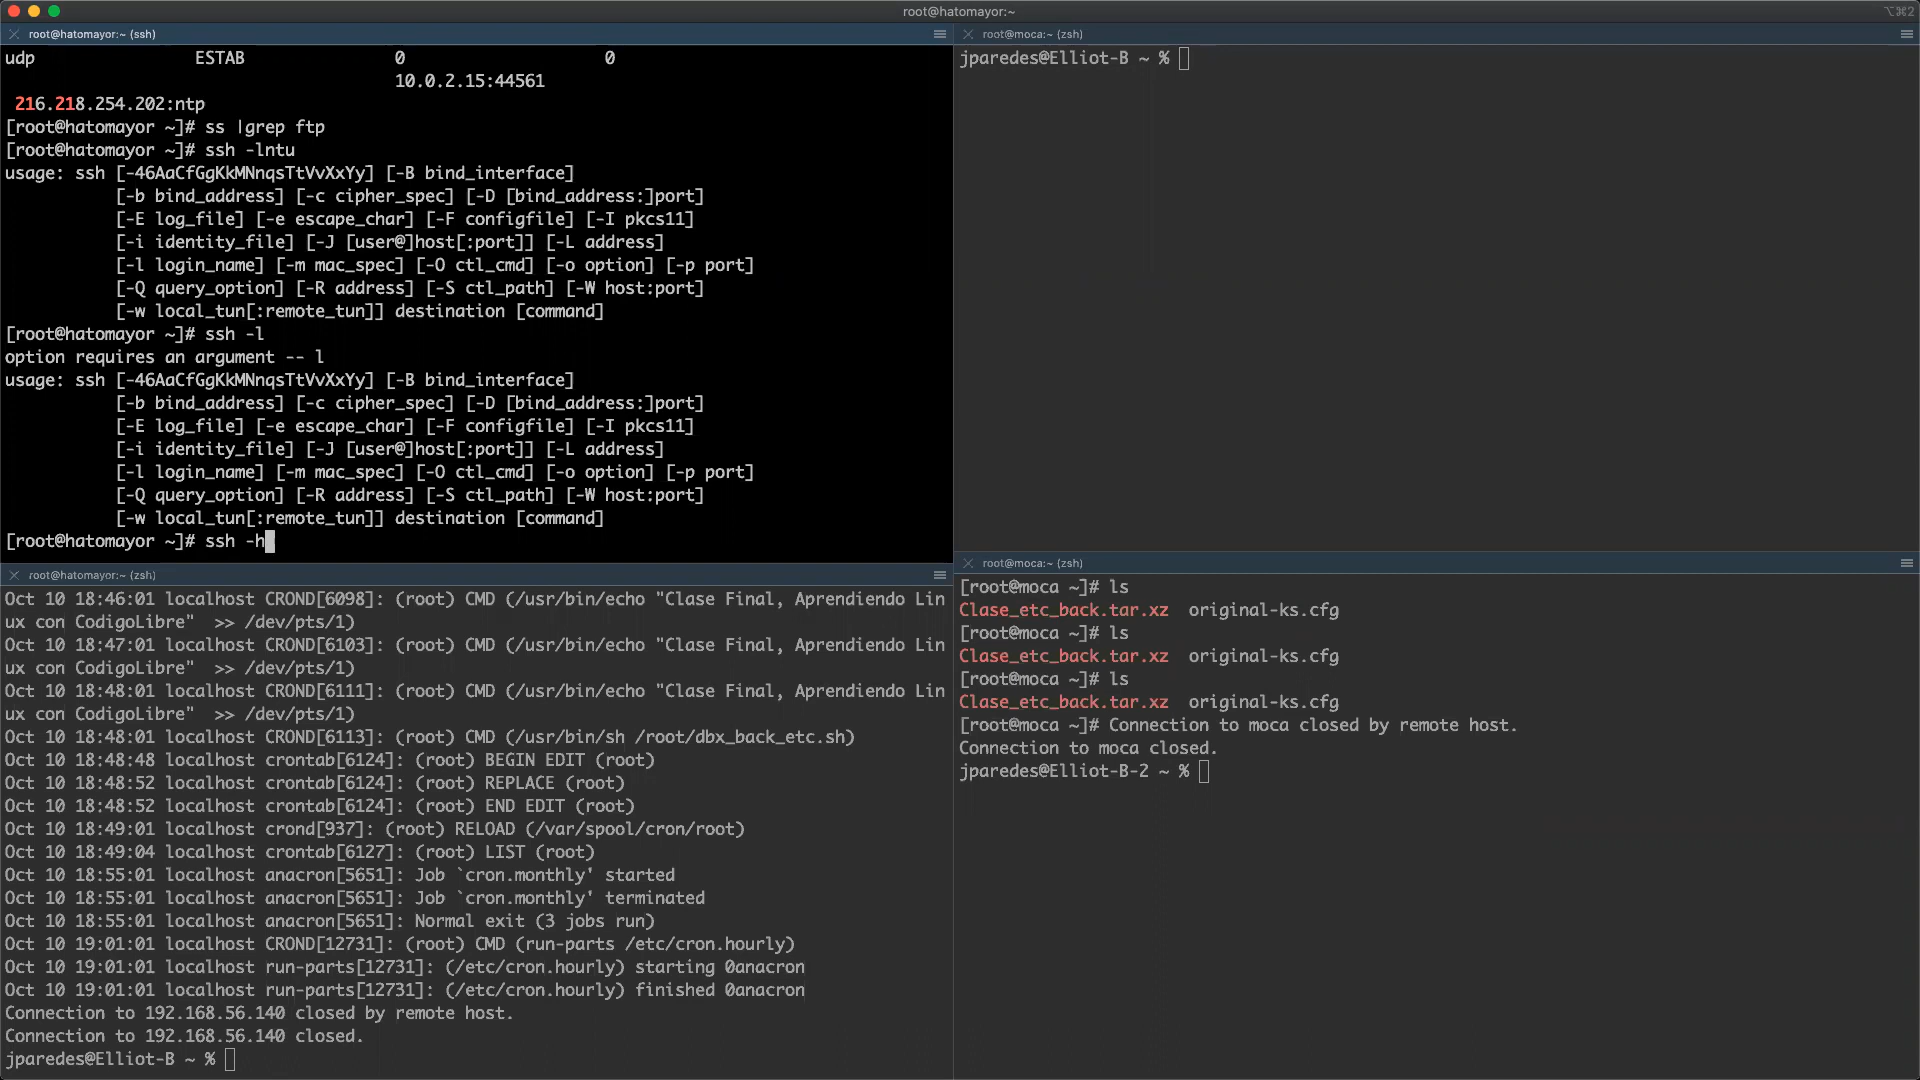 root@hatomayor:~
⌥⌘2
root@hatomayor:~ (ssh)
udp                ESTAB               0                    0
10.0.2.15:44561
216.218.254.202:ntp
[root@hatomayor ~]# ss |grep ftp
[root@hatomayor ~]# ssh -lntu
usage: ssh [-46AaCfGgKkMNnqsTtVvXxYy] [-B bind_interface]
[-b bind_address] [-c cipher_spec] [-D [bind_address:]port]
[-E log_file] [-e escape_char] [-F configfile] [-I pkcs11]
[-i identity_file] [-J [user@]host[:port]] [-L address]
[-l login_name] [-m mac_spec] [-O ctl_cmd] [-o option] [-p port]
[-Q query_option] [-R address] [-S ctl_path] [-W host:port]
[-w local_tun[:remote_tun]] destination [command]
[root@hatomayor ~]# ssh -l
option requires an argument -- l
usage: ssh [-46AaCfGgKkMNnqsTtVvXxYy] [-B bind_interface]
[-b bind_address] [-c cipher_spec] [-D [bind_address:]port]
[-E log_file] [-e escape_char] [-F configfile] [-I pkcs11]
[-i identity_file] [-J [user@]host[:port]] [-L address]
[-l login_name] [-m mac_spec] [-O ctl_cmd] [-o option] [-p port]
[-Q query_option] [-R address] [-S ctl_path] [-W host:port]
[-w local_tun[:remote_tun]] destination [command]
[root@hatomayor ~]# ssh -h
root@hatomayor:~ (zsh)
Oct 10 18:46:01 localhost CROND[6098]: (root) CMD (/usr/bin/echo "Clase Final, Aprendiendo Lin
ux con CodigoLibre"  >> /dev/pts/1)
Oct 10 18:47:01 localhost CROND[6103]: (root) CMD (/usr/bin/echo "Clase Final, Aprendiendo Lin
ux con CodigoLibre"  >> /dev/pts/1)
Oct 10 18:48:01 localhost CROND[6111]: (root) CMD (/usr/bin/echo "Clase Final, Aprendiendo Lin
ux con CodigoLibre"  >> /dev/pts/1)
Oct 10 18:48:01 localhost CROND[6113]: (root) CMD (/usr/bin/sh /root/dbx_back_etc.sh)
Oct 10 18:48:48 localhost crontab[6124]: (root) BEGIN EDIT (root)
Oct 10 18:48:52 localhost crontab[6124]: (root) REPLACE (root)
Oct 10 18:48:52 localhost crontab[6124]: (root) END EDIT (root)
Oct 10 18:49:01 localhost crond[937]: (root) RELOAD (/var/spool/cron/root)
Oct 10 18:49:04 localhost crontab[6127]: (root) LIST (root)
Oct 10 18:55:01 localhost anacron[5651]: Job `cron.monthly' started
Oct 10 18:55:01 localhost anacron[5651]: Job `cron.monthly' terminated
Oct 10 18:55:01 localhost anacron[5651]: Normal exit (3 jobs run)
Oct 10 19:01:01 localhost CROND[12731]: (root) CMD (run-parts /etc/cron.hourly)
Oct 10 19:01:01 localhost run-parts[12731]: (/etc/cron.hourly) starting 0anacron
Oct 10 19:01:01 localhost run-parts[12731]: (/etc/cron.hourly) finished 0anacron
Connection to 192.168.56.140 closed by remote host.
Connection to 192.168.56.140 closed.
jparedes@Elliot-B ~ %
root@moca:~ (zsh)
jparedes@Elliot-B ~ %
root@moca:~ (zsh)
[root@moca ~]# ls
Clase_etc_back.tar.xz  original-ks.cfg
[root@moca ~]# ls
Clase_etc_back.tar.xz  original-ks.cfg
[root@moca ~]# ls
Clase_etc_back.tar.xz  original-ks.cfg
[root@moca ~]# Connection to moca closed by remote host.
Connection to moca closed.
jparedes@Elliot-B-2 ~ %